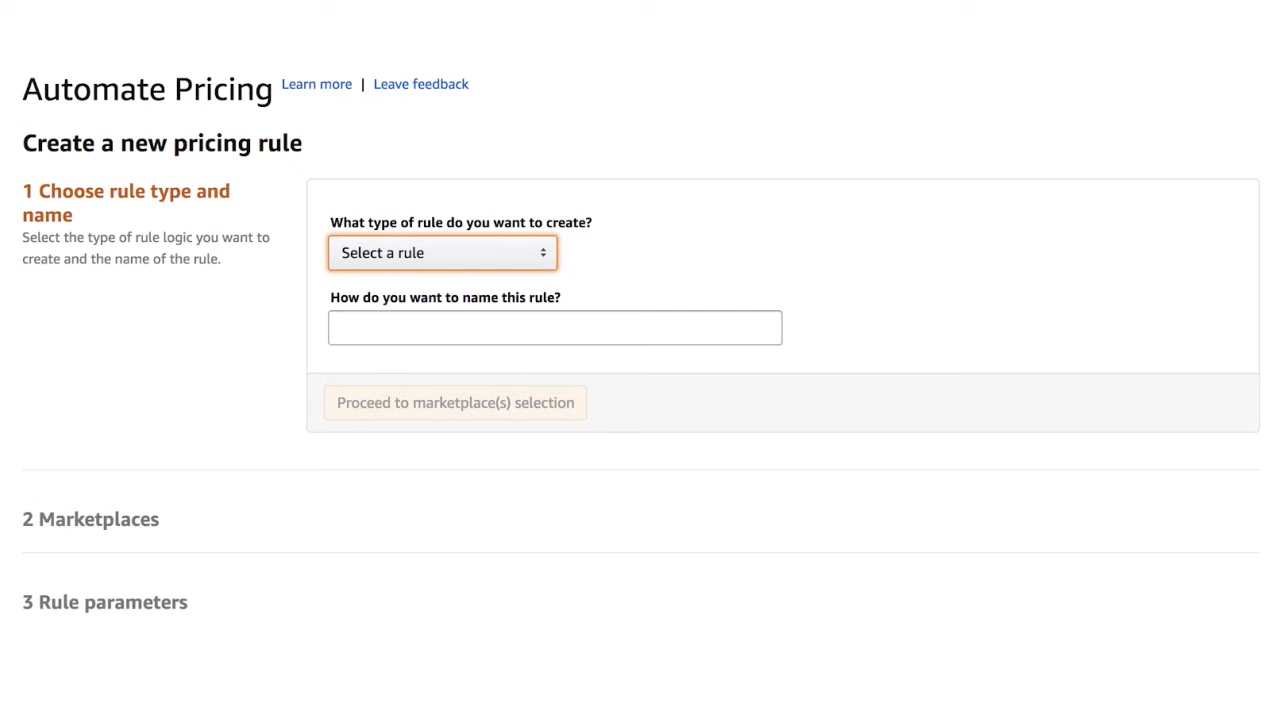 Automate Pricing Learn more | Leave feedback
Create a new pricing rule
1 Choose rule type and
name
Select the type of rule logic you want to
create and the name of the rule.
What type of rule do you want to create?
Select a rule
How do you want to name this rule?
Proceed to marketplace(s) selection
2 Marketplaces
3 Rule parameters